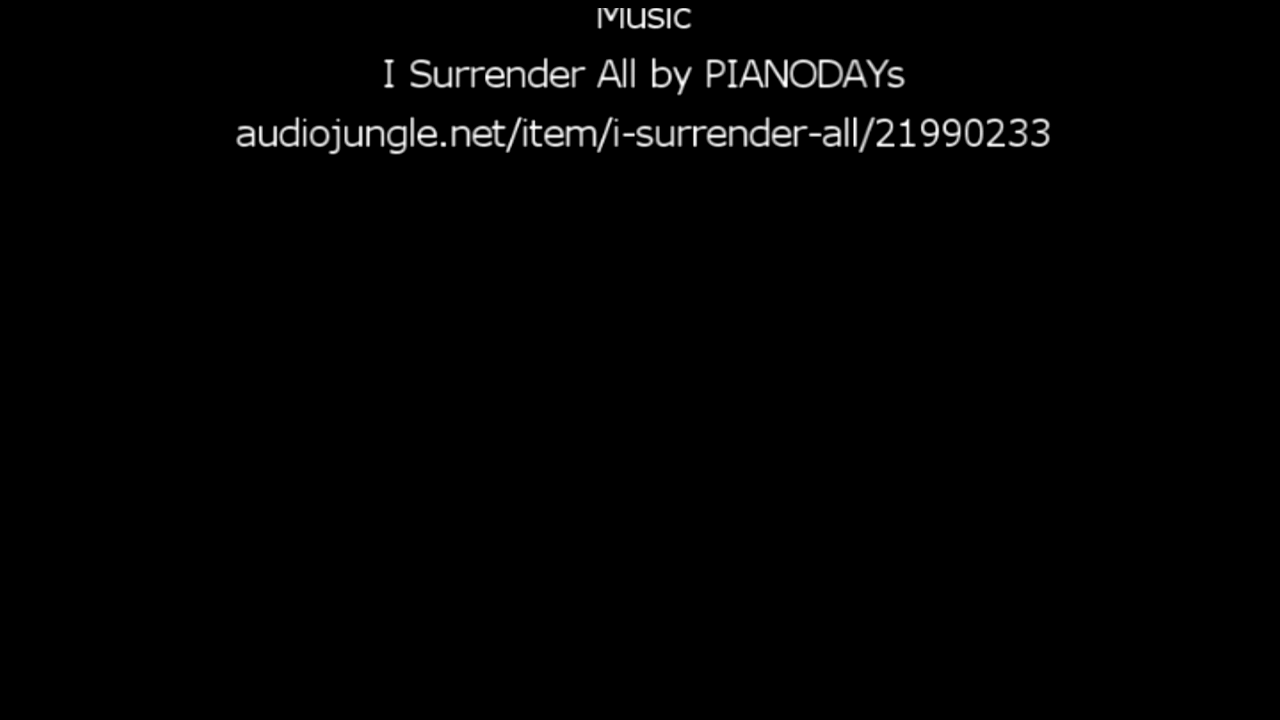 Music
I Surrender All by PIANODAYs
audiojungle.net/item/i-surrender-all/21990233